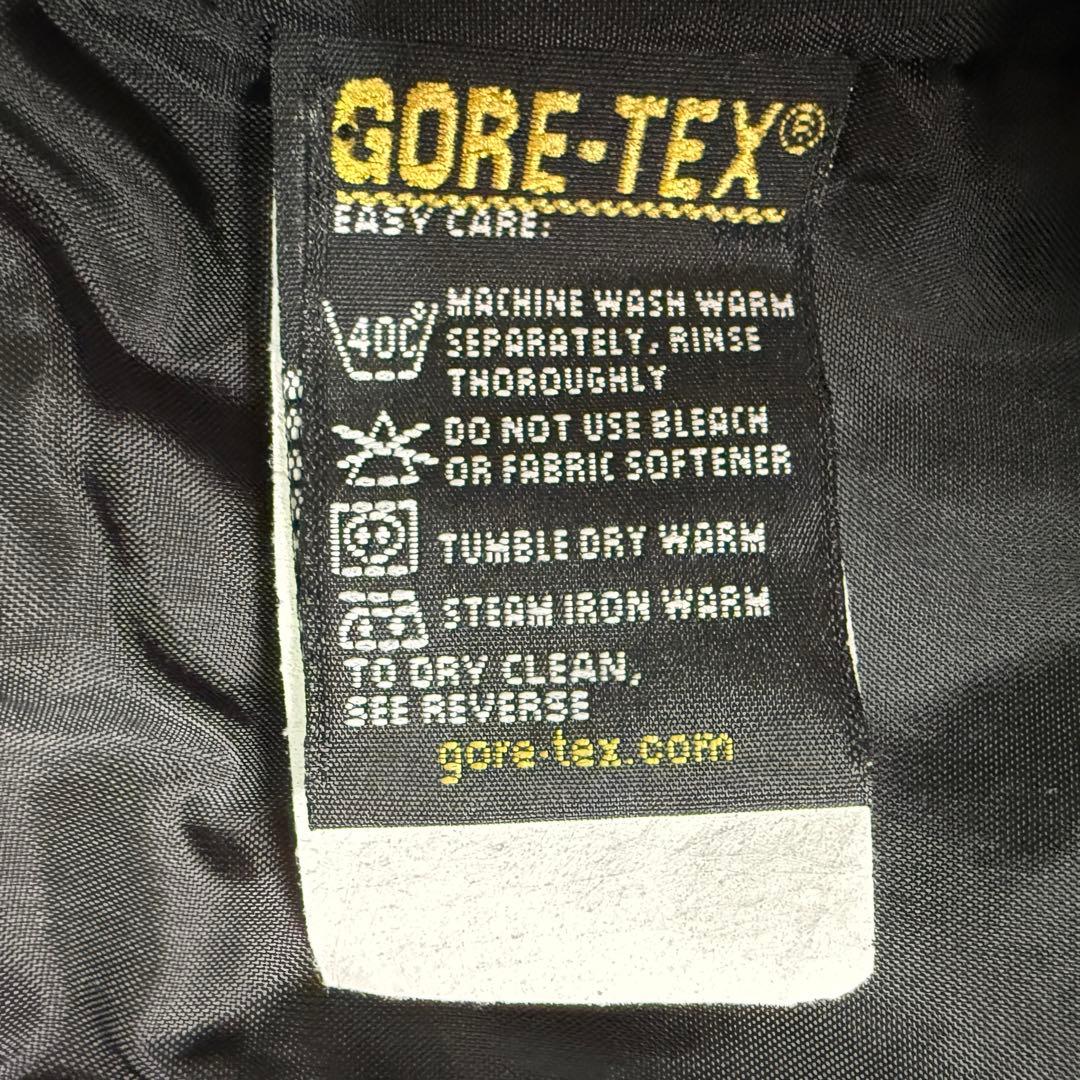 GORE-TEX®
EASY CARE:
40C
MACHINE WASH WARM
SEPARATELY, RINSE
THOROUGHLY
DO NOT USE BLEACH
OR FABRIC SOFTENER
TUMBLE DRY WARM
STEAM IRON WARM
TO DRY CLEAN,
SEE REVERSE
gore-tex.com